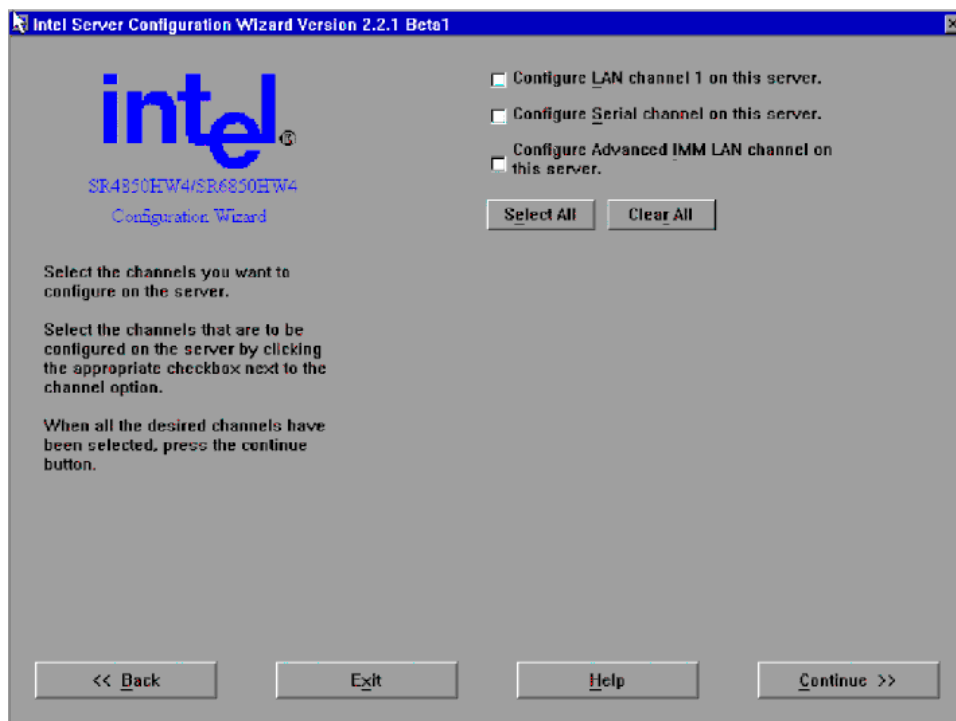 Intel Server Configuration Wizard Version 2.2.1 Beta1
intel®
SR4850HW4/SR6850HW4
Configuration Wizard
Select the channels you want to
configure on the server.
Select the channels that are to be
configured on the server by clicking
the appropriate checkbox next to the
channel option.
When all the desired channels have
been selected, press the continue
button.
Configure LAN channel 1 on this server.
Configure Serial channel on this server.
Configure Advanced IMM LAN channel on
this server.
Select All
Clear All
<< Back
Exit
Help
Continue >>